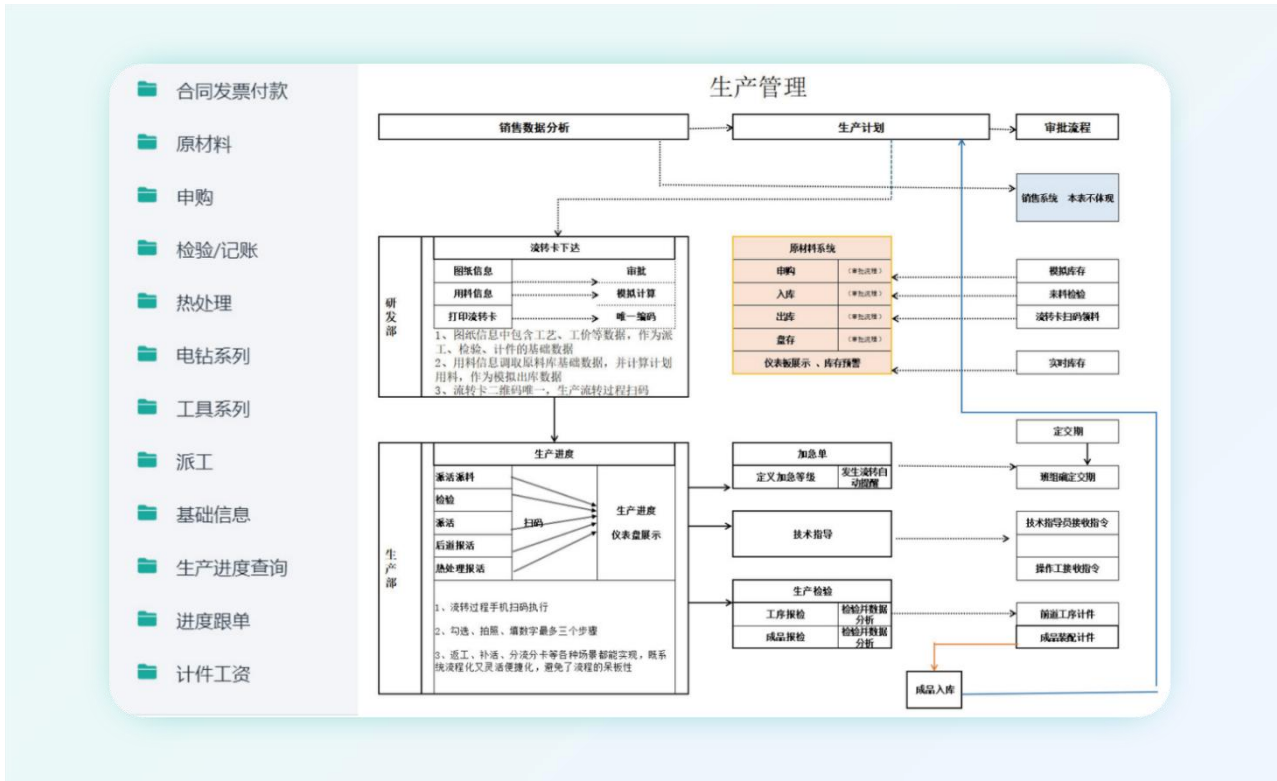 合同发票付款
原材料
申购
检验/记账
热处理
电钻系列
工具系列
派工
基础信息
生产进度查询
进度跟单
计件工资
生产管理
销售数据分析
生产计划
审批流程
销售系统 本表不体现
研发部
流转卡下达
图纸信息
审批
用料信息
模拟计算
打印流转卡
唯一编码
1、图纸信息中包含工艺、工价等数据，作为派
工、检验、计件的基础数据
2、用料信息调取原料库基础数据，并计算计划
用料，作为模拟出库数据
3、流转卡二维码唯一，生产流转过程扫码
原材料系统
申购
（审批流程）
入库
（审批流程）
出库
（审批流程）
盘存
（审批流程）
仪表板展示 、库存预警
模拟库存
来料检验
流转卡扫码领料
实时库存
生产部
生产进度
派活派料
检验
派活
后道报活
热处理报活
扫码
生产进度
仪表盘展示
1、流转过程手机扫码执行
2、勾选、拍照、填数字最多三个步骤
3、返工、补活、分流分卡等各种场景都能实现，既系
统流程化又灵活便捷化，避免了流程的呆板性
加急单
定义加急等级
发生流转自
动提醒
技术指导
生产检验
工序报检
检验并数据
分析
成品报检
检验并数据
分析
定交期
班组确定交期
技术指导员接收指令
操作工接收指令
前道工序计件
成品装配计件
成品入库